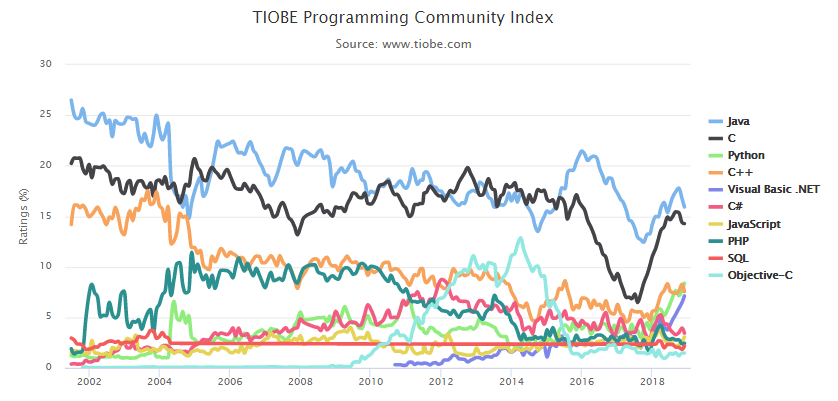 TIOBE Programming Community Index
Source: www.tiobe.com
Ratings (%)
30
25
20
15
10
5
0
2002 2004 2006 2008 2010 2012 2014 2016 2018
Java
C
Python
C++
Visual Basic .NET
C#
JavaScript
PHP
SQL
Objective-C